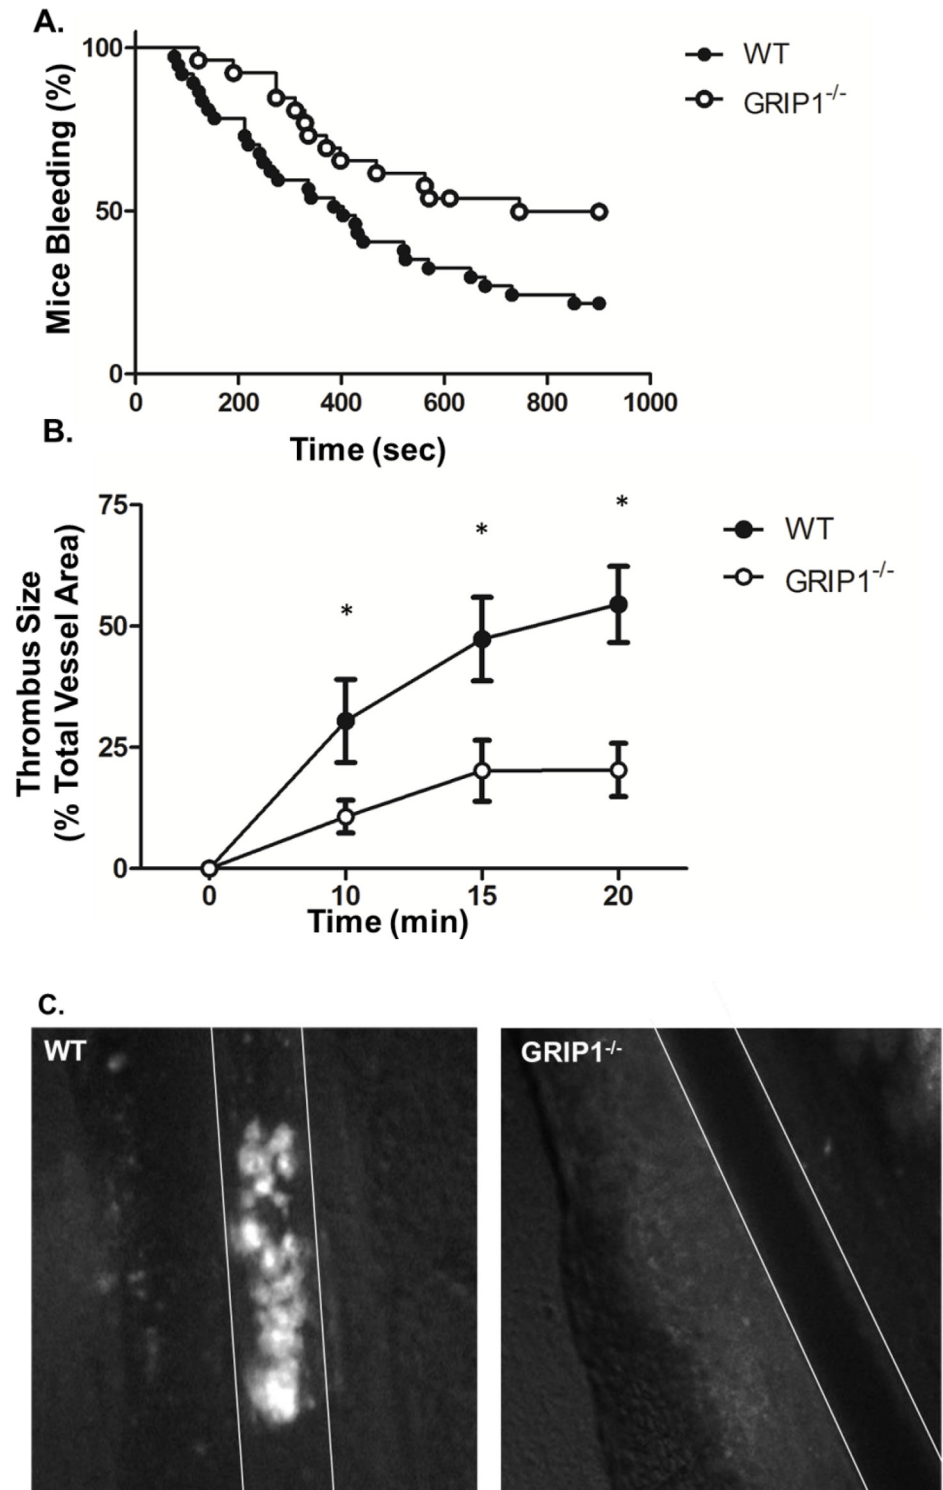 A.
Mice Bleeding (%)
100
50
0
0 200 400 600 800 1000
Time (sec)
WT
GRIP1-/-
B.
Thrombus Size
(% Total Vessel Area)
75
50
25
0
* * *
0 10 15 20
Time (min)
WT
GRIP1-/-
C.
WT
GRIP1-/-